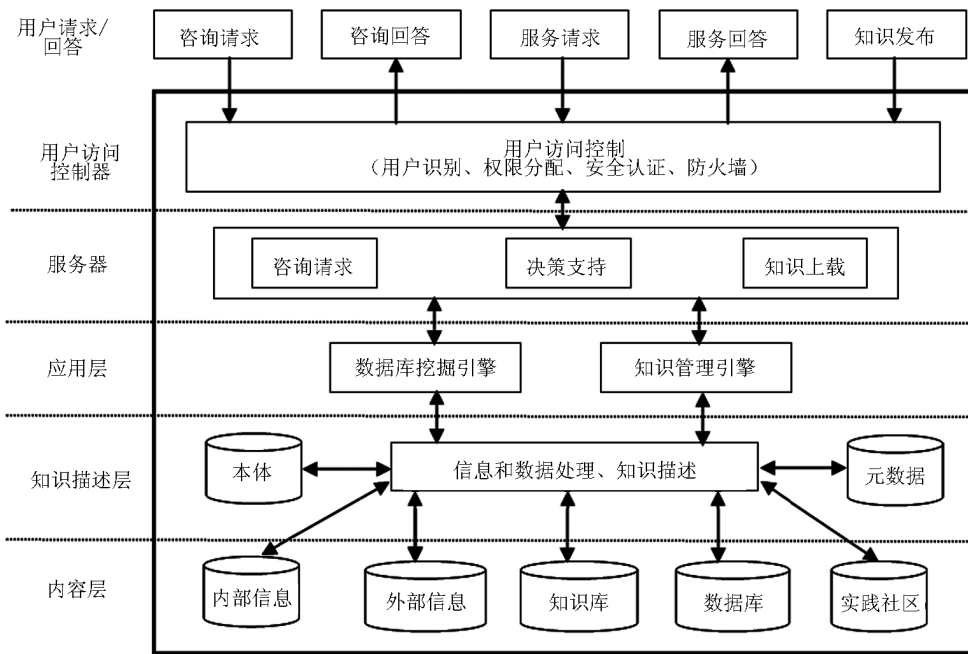 用户请求/
回答
咨询请求
咨询回答
服务请求
服务回答
知识发布
用户访问
控制器
用户访问控制
（用户识别、权限分配、安全认证、防火墙）
服务器
咨询请求
决策支持
知识上载
应用层
数据库挖掘引擎
知识管理引擎
知识描述层
本体
信息和数据处理、知识描述
元数据
内容层
内部信息
外部信息
知识库
数据库
实践社区